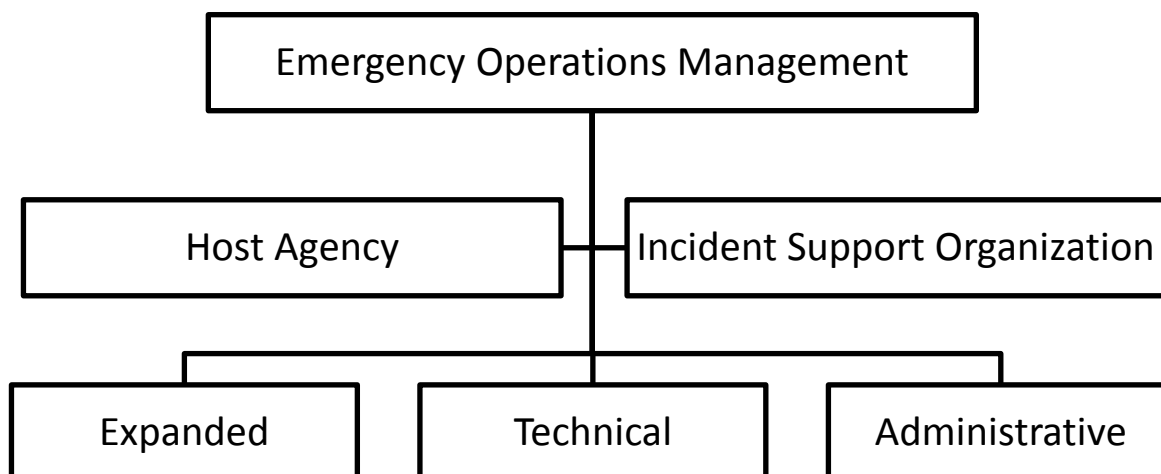 Emergency Operations Management
Host Agency
Incident Support Organization
Expanded
Technical
Administrative